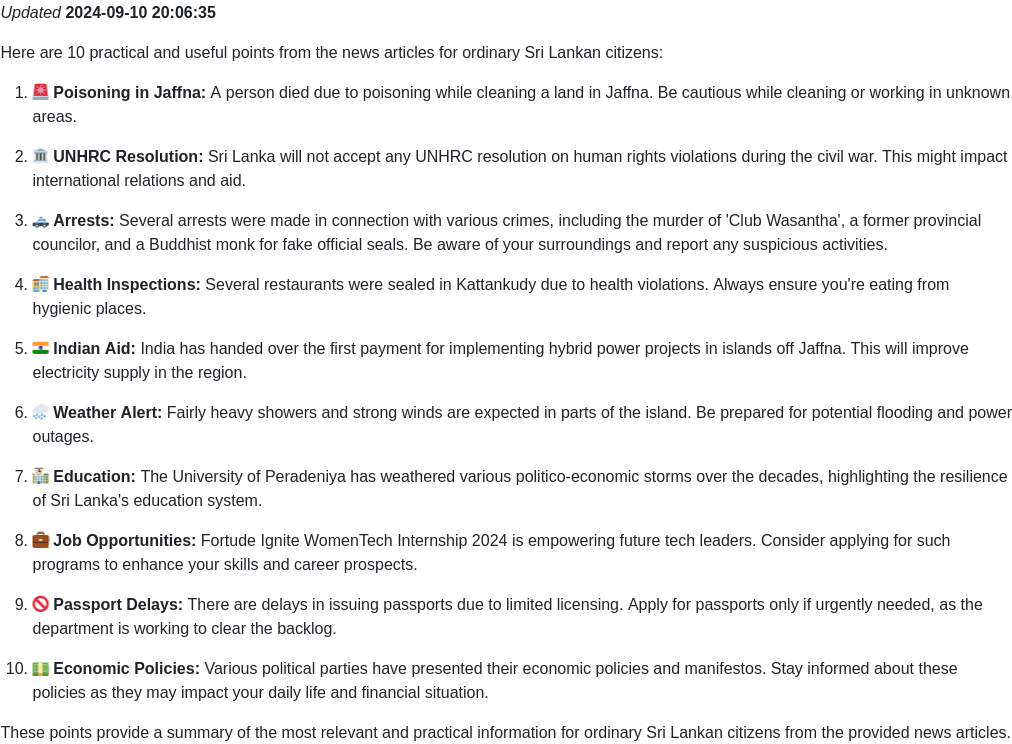 Updated 2024-09-10 20:06:35
Here are 10 practical and useful points from the news articles for ordinary Sri Lankan citizens:
1. 🚨 Poisoning in Jaffna: A person died due to poisoning while cleaning a land in Jaffna. Be cautious while cleaning or working in unknown
areas.
2. 🏛️ UNHRC Resolution: Sri Lanka will not accept any UNHRC resolution on human rights violations during the civil war. This might impact
international relations and aid.
3. 🚓 Arrests: Several arrests were made in connection with various crimes, including the murder of 'Club Wasantha', a former provincial
councilor, and a Buddhist monk for fake official seals. Be aware of your surroundings and report any suspicious activities.
4. 🏥 Health Inspections: Several restaurants were sealed in Kattankudy due to health violations. Always ensure you're eating from
hygienic places.
5. 🇮🇳 Indian Aid: India has handed over the first payment for implementing hybrid power projects in islands off Jaffna. This will improve
electricity supply in the region.
6. 🌨️ Weather Alert: Fairly heavy showers and strong winds are expected in parts of the island. Be prepared for potential flooding and power
outages.
7. 🏫 Education: The University of Peradeniya has weathered various politico-economic storms over the decades, highlighting the resilience
of Sri Lanka's education system.
8. 💼 Job Opportunities: Fortude Ignite WomenTech Internship 2024 is empowering future tech leaders. Consider applying for such
programs to enhance your skills and career prospects.
9. 🚫 Passport Delays: There are delays in issuing passports due to limited licensing. Apply for passports only if urgently needed, as the
department is working to clear the backlog.
10. 💵 Economic Policies: Various political parties have presented their economic policies and manifestos. Stay informed about these
policies as they may impact your daily life and financial situation.
These points provide a summary of the most relevant and practical information for ordinary Sri Lankan citizens from the provided news articles.